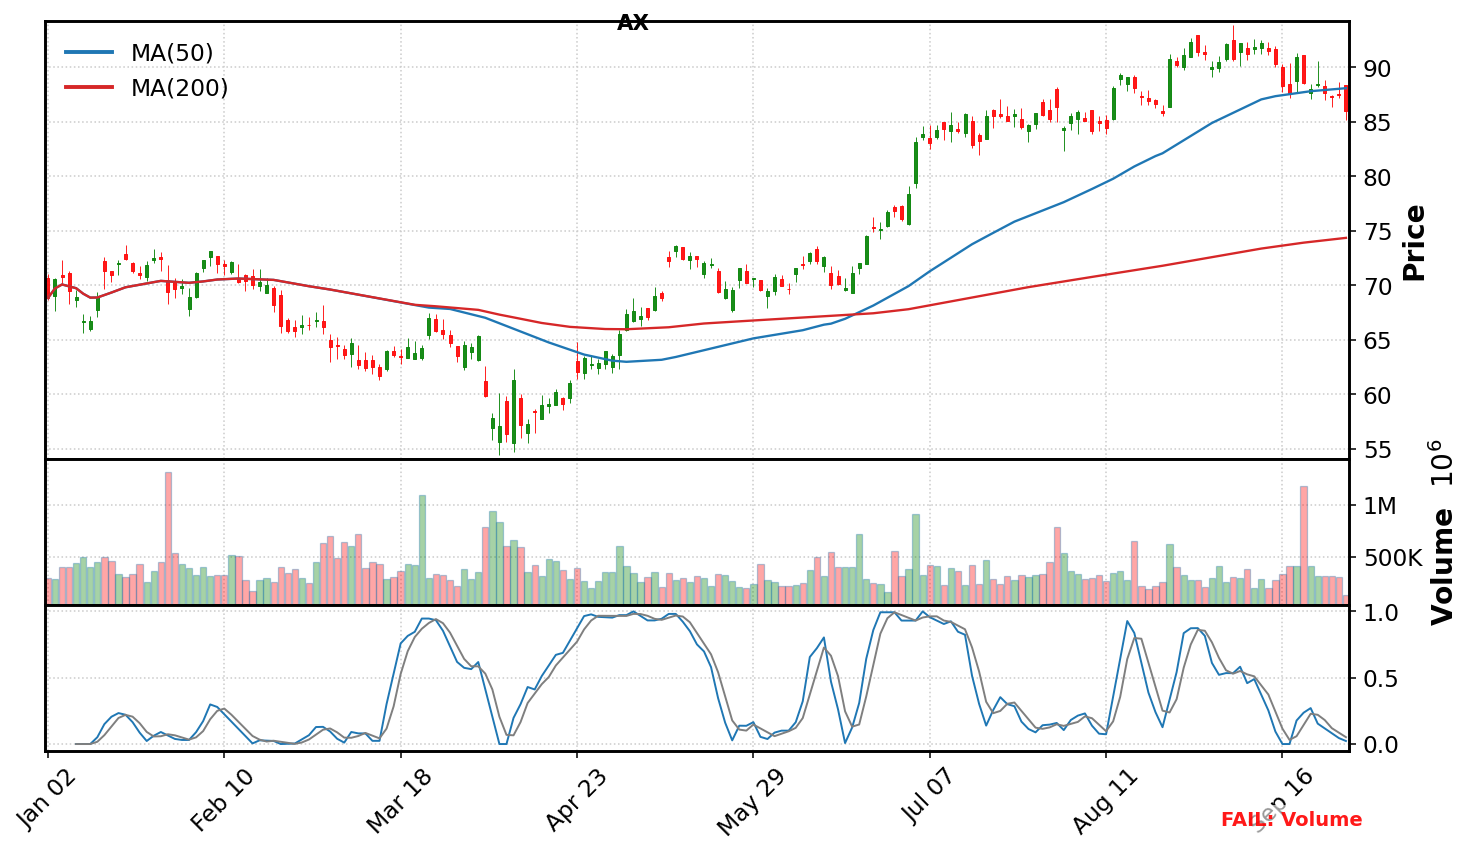 AX
MA(50)
MA(200)
90
85
80
75
70
65
60
55
Price
10^6
1M
500K
Volume
1.0
0.5
0.0
Jan 02
Feb 10
Mar 18
Apr 23
May 29
Jul 07
Aug 11
Sep 16
FAIL: Volume